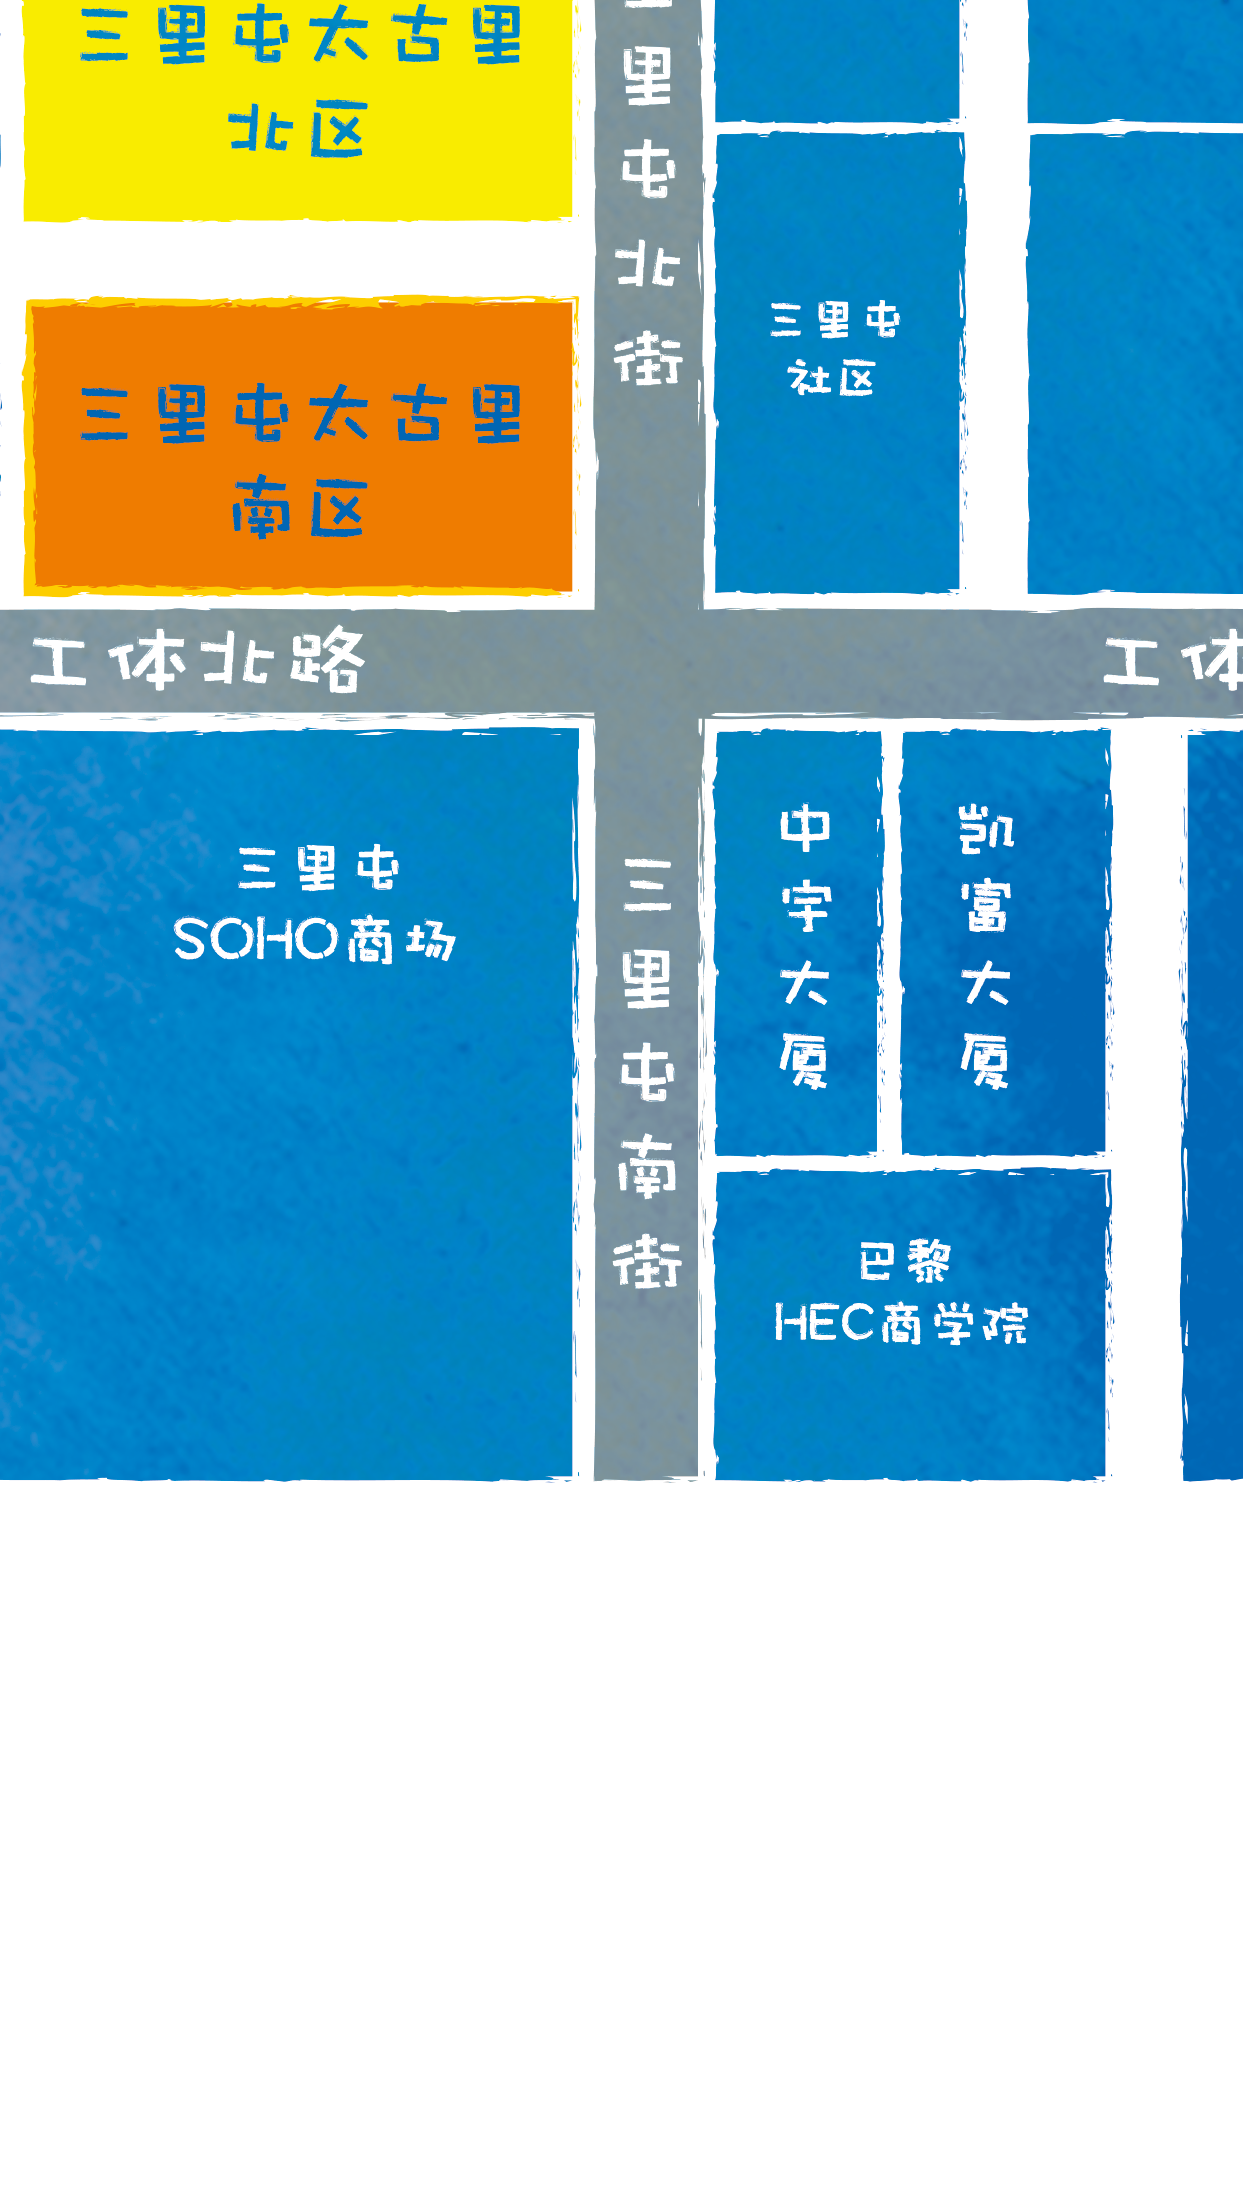 三里屯太古里
北区
里屯北街
三里屯
社区
三里屯太古里
南区
工体北路
工体
三里屯
SOHO商场
三里屯南街
中宇大厦
凯富大厦
巴黎
HEC商学院